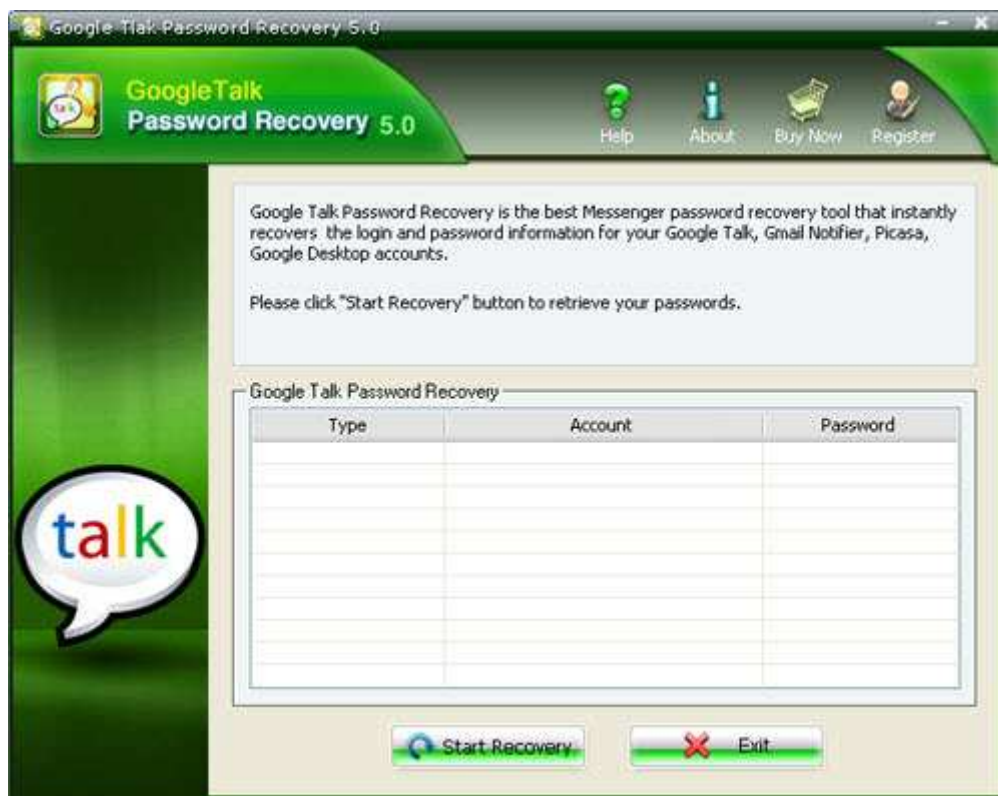 Google Tlak Password Recovery 5.0
GoogleTalk
Password Recovery 5.0
talk
Help
About
Buy Now
Register
Google Talk Password Recovery is the best Messenger password recovery tool that instantly
recovers the login and password information for your Google Talk, Gmail Notifier, Picasa,
Google Desktop accounts.
Please click "Start Recovery" button to retrieve your passwords.
Google Talk Password Recovery
Type Account Password
talk
Start Recovery
Exit